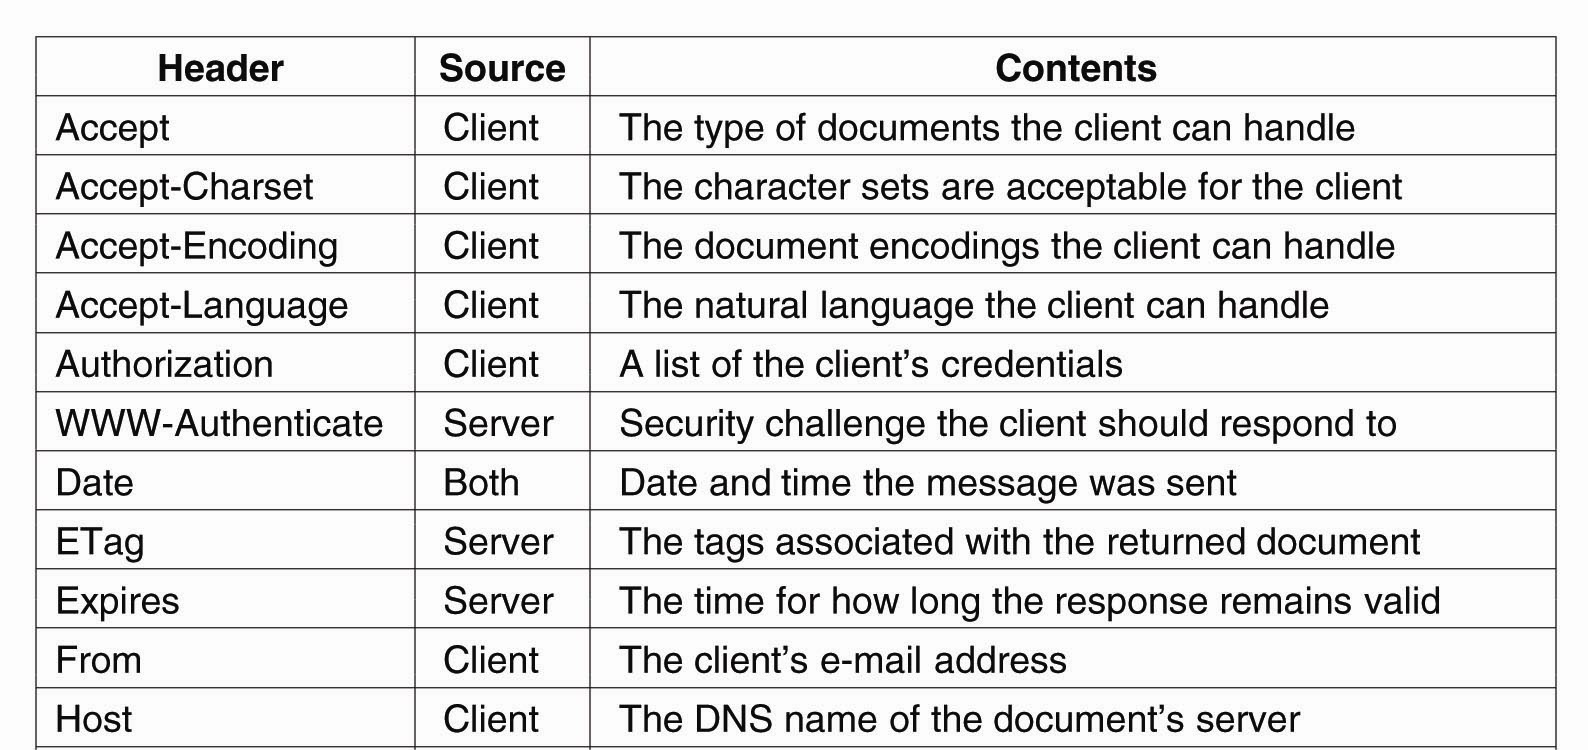 Header Source Contents
Accept Client The type of documents the client can handle
Accept-Charset Client The character sets are acceptable for the client
Accept-Encoding Client The document encodings the client can handle
Accept-Language Client The natural language the client can handle
Authorization Client A list of the client’s credentials
WWW-Authenticate Server Security challenge the client should respond to
Date Both Date and time the message was sent
ETag Server The tags associated with the returned document
Expires Server The time for how long the response remains valid
From Client The client’s e-mail address
Host Client The DNS name of the document’s server